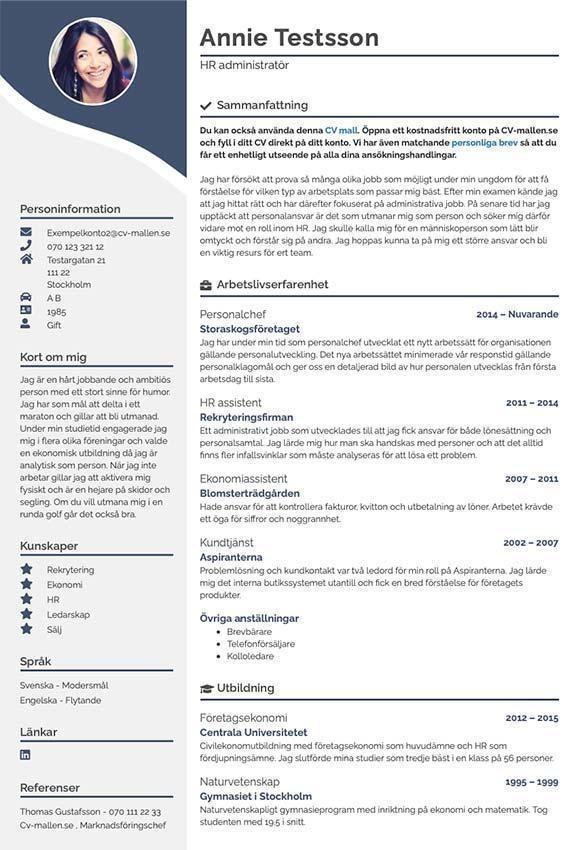 Annie Testsson
HR administratör
Personinformation
Exempelkonto2@cv-mallen.se
070 123 321 12
Testargatan 21
111 22
Stockholm
A B
1985
Gift
Kort om mig
Jag är en hårt jobbande och ambitiös
person med ett stort sinne för humor.
Jag har som mål att delta i ett
maraton och gillar att bli utmanad.
Under min studietid engagerade jag
mig i flera olika föreningar och valde
en ekonomisk utbildning då jag är
analytisk som person. När jag inte
arbetar gillar jag att aktivera mig
fysiskt och är en hejare på skidor och
segling. Om du vill utmana mig i en
runda golf går det också bra.
Kunskaper
Rekrytering
Ekonomi
HR
Ledarskap
Sälj
Språk
Svenska - Modersmål
Engelska - Flytande
Länkar
in
Referenser
Thomas Gustafsson - 070 111 22 33
Cv-mallen.se , Marknadsföringschef
Sammanfattning
Du kan också använda denna CV mall. Öppna ett kostnadsfritt konto på CV-mallen.se
och fyll i ditt CV direkt på ditt konto. Vi har även matchande personliga brev så att du
får ett enhetligt utseende på alla dina ansökningshandlingar.
Jag har försökt att prova så många olika jobb som möjligt under min ungdom för att få
förståelse för vilken typ av arbetsplats som passar mig bäst. Efter min examen kände jag
att jag hittat rätt och har därefter fokuserat på administrativa jobb. På senare tid har jag
upptäckt att personalansvar är det som utmanar mig som person och söker mig därför
vidare mot en roll inom HR. Jag skulle kalla mig för en människoperson som lätt blir
omtyckt och förstår sig på andra. Jag hoppas kunna ta på mig ett större ansvar och bli
en viktig resurs för ert team.
Arbetslivserfarenhet
Personalchef 2014 – Nuvarande
Storaskogsföretaget
Jag har under min tid som personalchef utvecklat ett nytt arbetssätt för organisationen
gällande personalutveckling. Det nya arbetssättet minimerade vår responstid gällande
personalklagomål och ger oss en detaljerad bild av hur personalen utvecklas från första
arbetsdag till sista.
HR assistent 2011 – 2014
Rekryteringsfirman
Ett administrativt jobb som utvecklades till att jag fick ansvar för både lönesättning och
personalsamtal. Jag lärde mig hur man ska handskas med personer och att det alltid
finns fler infallsvinklar som måste analyseras för att lösa ett problem.
Ekonomiassistent 2007 – 2011
Blomsterträdgården
Hade ansvar för att kontrollera fakturor, kvitton och utbetalning av löner. Arbetet krävde
ett öga för siffror och noggrannhet.
Kundtjänst 2002 – 2007
Aspiranterna
Problemlösning och kundkontakt var två ledord för min roll på Aspiranterna. Jag lärde
mig det interna butikssystemet utantill och fick en bred förståelse för företagets
produkter.
Övriga anställningar
• Brevbärare
• Telefonförsäljare
• Kolloledare
Utbildning
Företagsekonomi 2012 – 2015
Centrala Universitetet
Civilekonomutbildning med företagsekonomi som huvudämne och HR som
fördjupningsämne. Jag slutförde mina studier som tredje bäst i en klass på 56 personer.
Naturvetenskap 1995 – 1999
Gymnasiet i Stockholm
Naturvetenskapligt gymnasieprogram med inriktning på ekonomi och matematik. Tog
studenten med 19,5 i snitt.